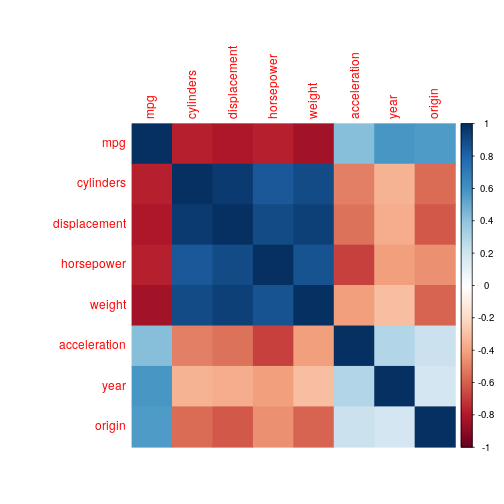 mpg
cylinders
displacement
horsepower
weight
acceleration
year
origin
mpg
cylinders
displacement
horsepower
weight
acceleration
year
origin
1
0.8
0.6
0.4
0.2
0
-0.2
-0.4
-0.6
-0.8
-1